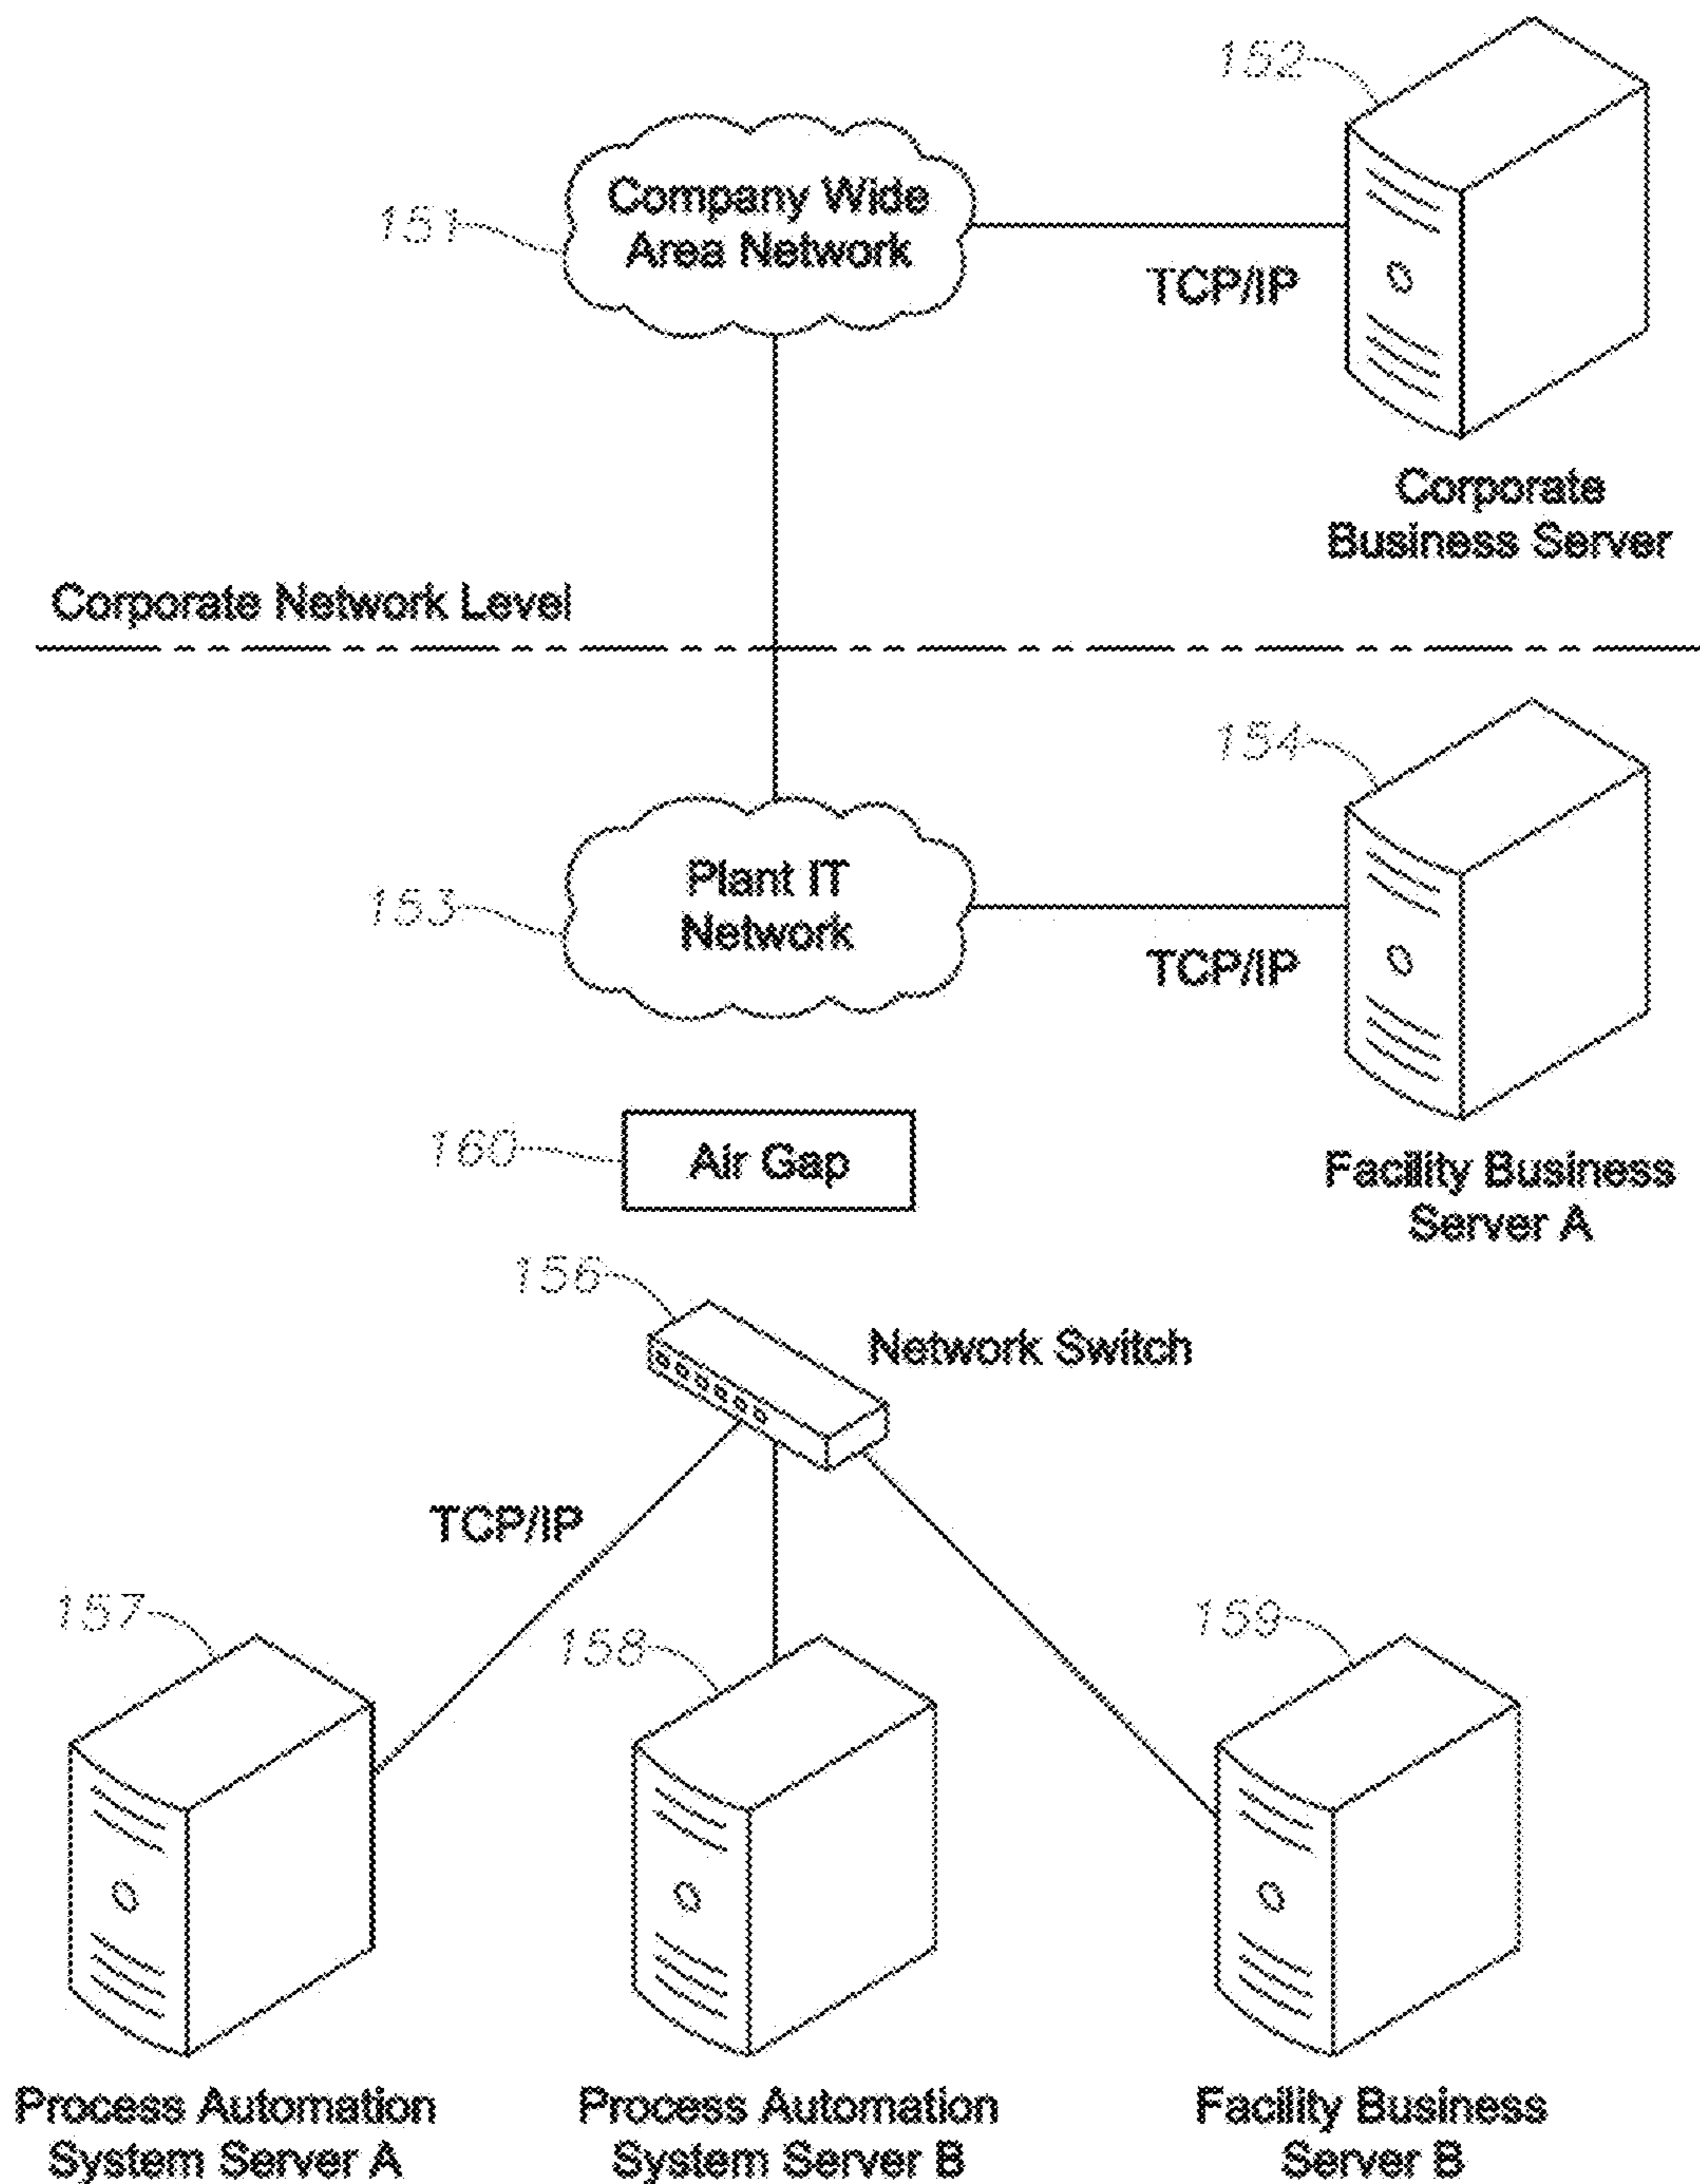 152
Company Wide
Area Network
151
TCP/IP
Corporate
Business Server
Corporate Network Level
154
Plant IT
Network
153
TCP/IP
160
Air Gap
Facility Business
Server A
156
Network Switch
TCP/IP
157
158
159
Process Automation
System Server A
Process Automation
System Server B
Facility Business
Server B